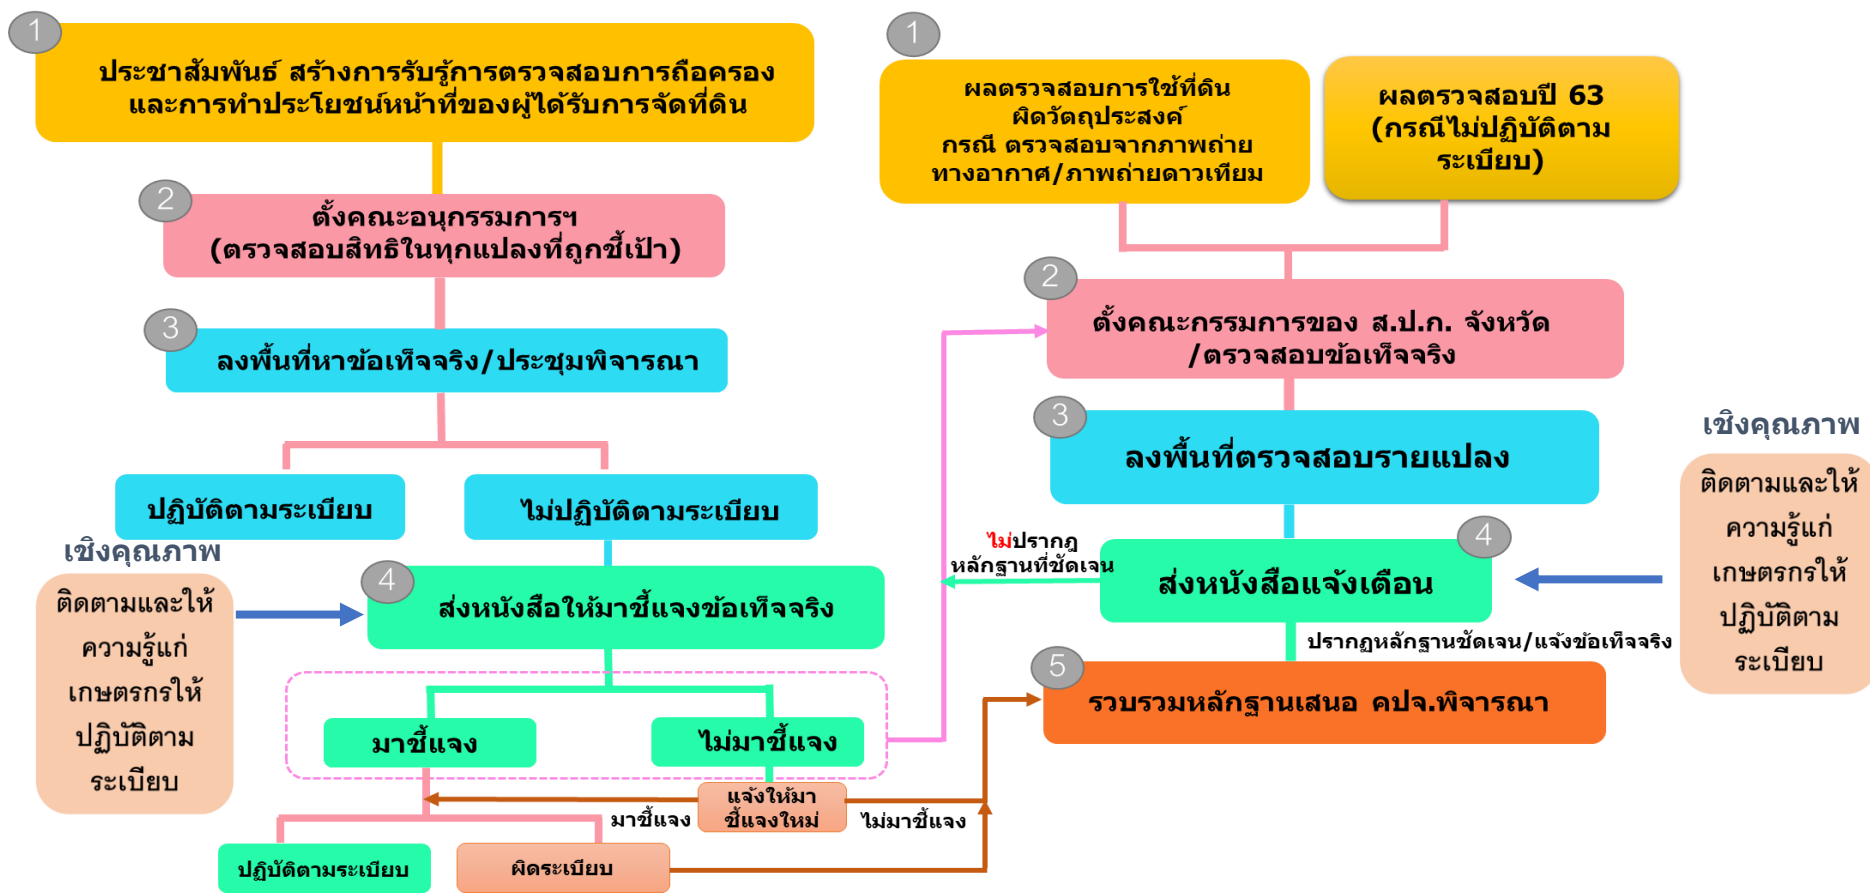 1
ประชาสัมพันธ์ สร้างการรับรู้การตรวจสอบการถือครอง
และการทำประโยชน์หน้าที่ของผู้ได้รับการจัดที่ดิน
2
ตั้งคณะอนุกรรมการฯ
(ตรวจสอบสิทธิในทุกแปลงที่ถูกชี้เป้า)
3
ลงพื้นที่หาข้อเท็จจริง/ประชุมพิจารณา
ปฏิบัติตามระเบียบ
ไม่ปฏิบัติตามระเบียบ
เชิงคุณภาพ
ติดตามและให้
ความรู้แก่
เกษตรกรให้
ปฏิบัติตาม
ระเบียบ
4
ส่งหนังสือให้มาชี้แจงข้อเท็จจริง
มาชี้แจง
ไม่มาชี้แจง
แจ้งให้มา
ชี้แจงใหม่
มาชี้แจง
ไม่มาชี้แจง
ปฏิบัติตามระเบียบ
ผิดระเบียบ
1
ผลตรวจสอบการใช้ที่ดิน
ผิดวัตถุประสงค์
กรณี ตรวจสอบจากภาพถ่าย
ทางอากาศ/ภาพถ่ายดาวเทียม
ผลตรวจสอบปี 63
(กรณีไม่ปฏิบัติตาม
ระเบียบ)
2
ตั้งคณะกรรมการของ ส.ป.ก. จังหวัด
/ตรวจสอบข้อเท็จจริง
3
ลงพื้นที่ตรวจสอบรายแปลง
เชิงคุณภาพ
ติดตามและให้
ความรู้แก่
เกษตรกรให้
ปฏิบัติตาม
ระเบียบ
4
ส่งหนังสือแจ้งเตือน
ไม่ปรากฏ
หลักฐานที่ชัดเจน
ปรากฏหลักฐานชัดเจน/แจ้งข้อเท็จจริง
5
รวบรวมหลักฐานเสนอ คปจ.พิจารณา